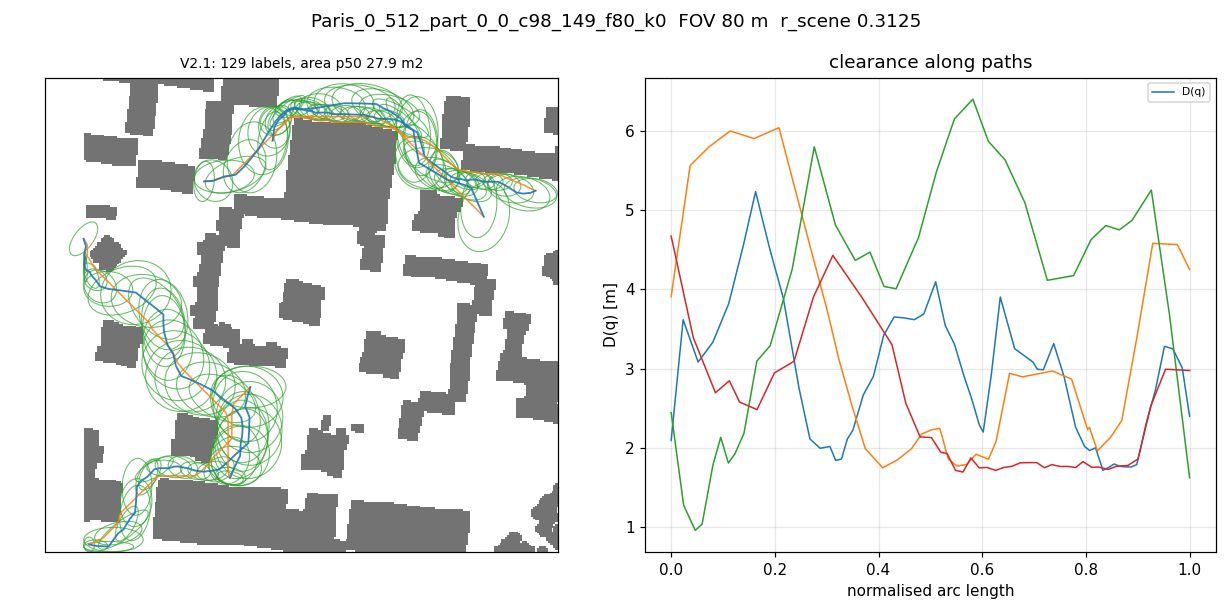 Paris_0_512_part_0_0_c98_149_f80_k0  FOV 80 m  r_scene 0.3125
V2.1: 129 labels, area p50 27.9 m2
clearance along paths
D(q)
D(q) [m]
6
5
4
3
2
1
0.0
0.2
0.4
0.6
0.8
1.0
normalised arc length